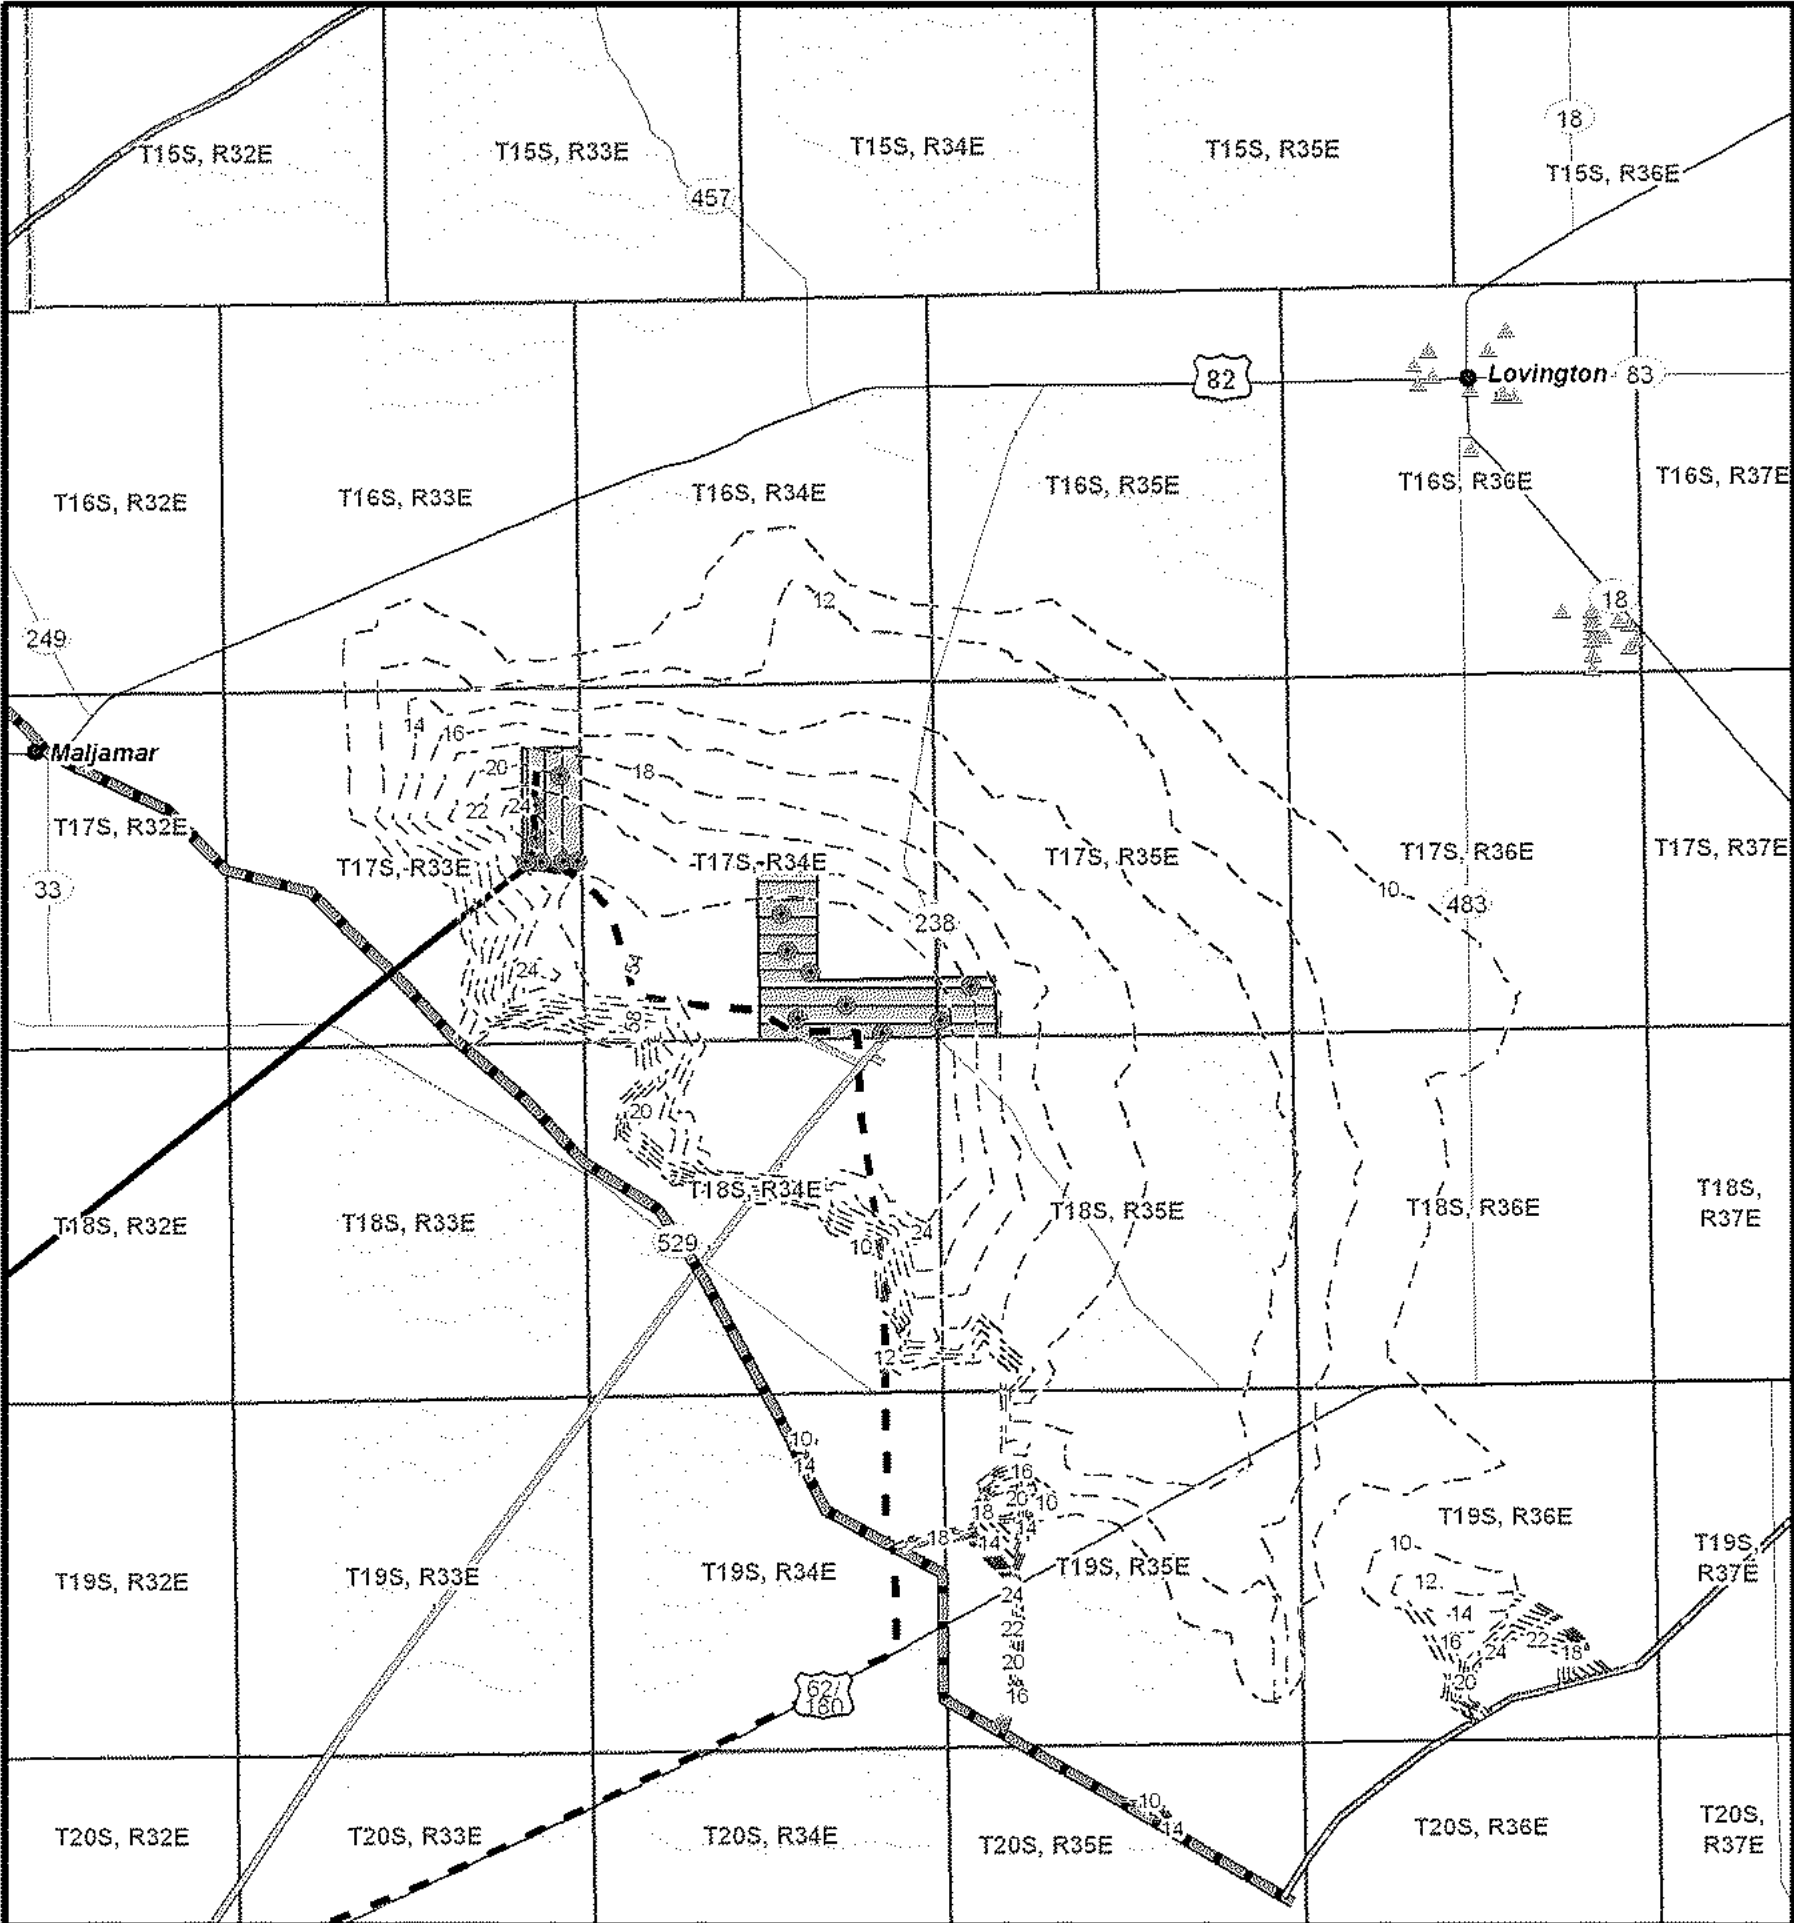 18
T15S, R32E
T15S, R33E
T15S, R34E
T15S, R35E
T15S, R36E
457
82
Lovington
83
T16S, R32E
T16S, R33E
T16S, R34E
T16S, R35E
T16S, R36E
T16S, R37E
12
18
249
14
16
Maljamar
20
18
22
24
T17S, R32E
T17S, R33E
T17S, R34E
T17S, R35E
T17S, R36E
T17S, R37E
33
10
483
238
24
54
58
20
T18S, R32E
T18S, R33E
T18S, R34E
T18S, R35E
T18S, R36E
T18S,
R37E
529
10
24
12
10
14
16
20
10
18
14
18
14
T19S, R32E
T19S, R33E
T19S, R34E
T19S, R35E
T19S, R36E
T19S,
R37E
10
12
14
16
24
22
18
20
24
22
20
16
62/
180
10
14
T20S, R32E
T20S, R33E
T20S, R34E
T20S, R35E
T20S, R36E
T20S,
R37E